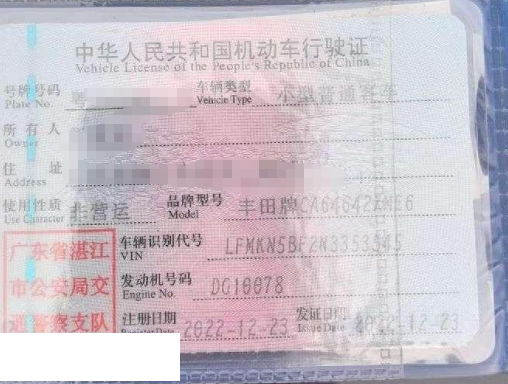 中华人民共和国机动车行驶证
Vehicle License of the People's Republic of China
号牌号码 粤 车辆类型 小型普通客车
Plate No. Vehicle Type
所有人
Owner
住址
Address
使用性质 非营运 品牌型号 丰田牌
Use Character Model
车辆识别代号
VIN
发动机号码 DG16078
Engine No.
注册日期 2022-12-23 发证日期 2022-12-23
Register Date Issue Date
广东省湛江
市公安局交
通警察支队